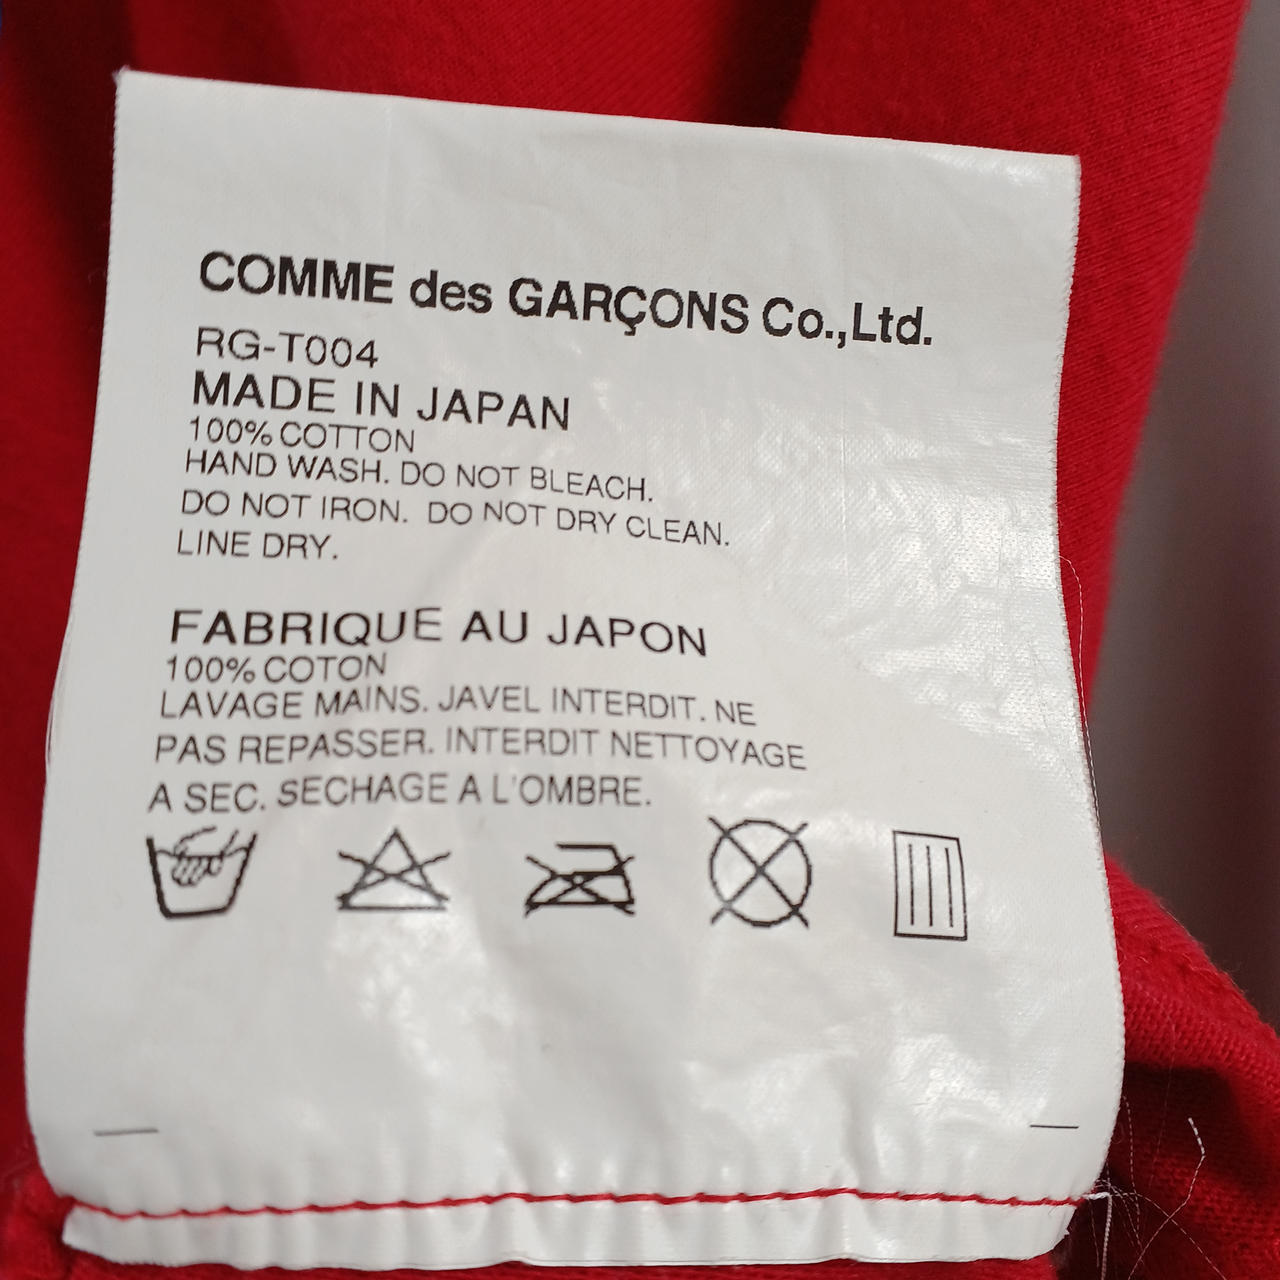 COMME des GARÇONS Co.,Ltd.
RG-T004
MADE IN JAPAN
100% COTTON
HAND WASH. DO NOT BLEACH.
DO NOT IRON. DO NOT DRY CLEAN.
LINE DRY.
FABRIQUE AU JAPON
100% COTON
LAVAGE MAINS. JAVEL INTERDIT. NE
PAS REPASSER. INTERDIT NETTOYAGE
A SEC. SECHAGE A L'OMBRE.